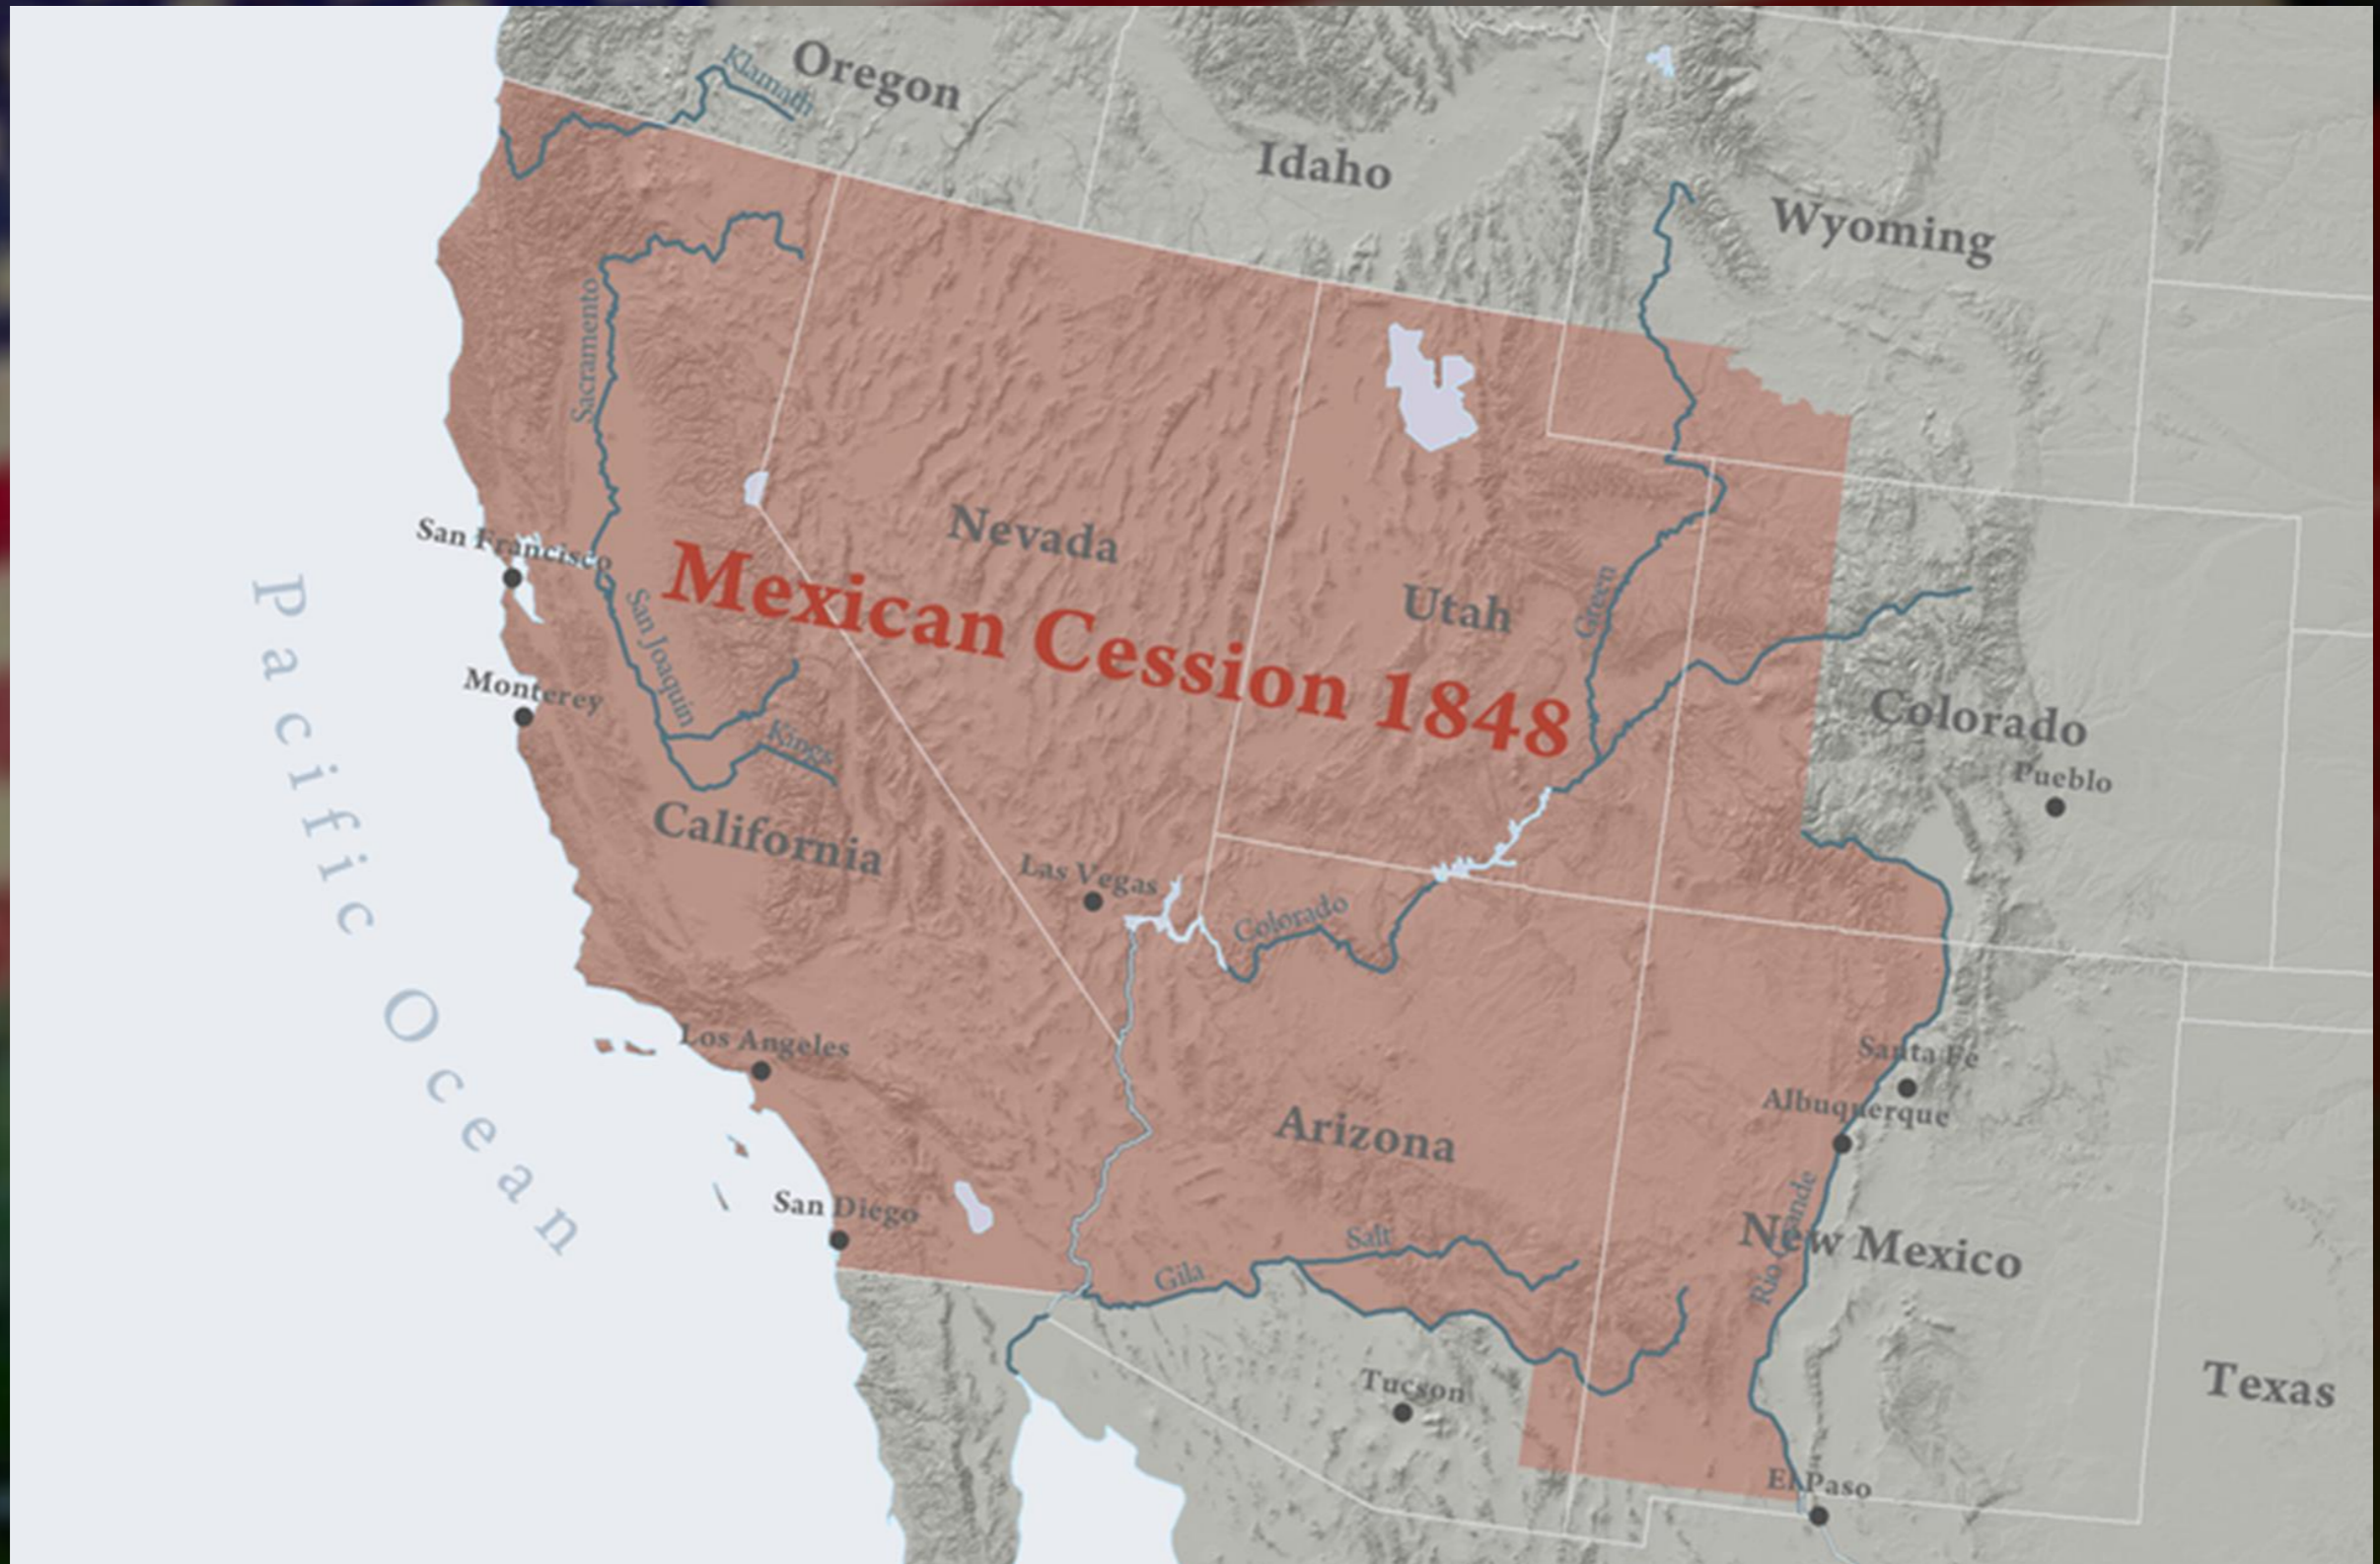 Klamath
Oregon
Idaho
Wyoming
Sacramento
Nevada
San Francisco
Mexican Cession 1848
Utah
Green
San Joaquin
Monterey
Kings
Colorado
Pueblo
California
Las Vegas
Colorado
Pacific Ocean
Los Angeles
Santa Fe
Albuquerque
Arizona
San Diego
Salt
Gila
Rio Grande
New Mexico
Tucson
Texas
El Paso